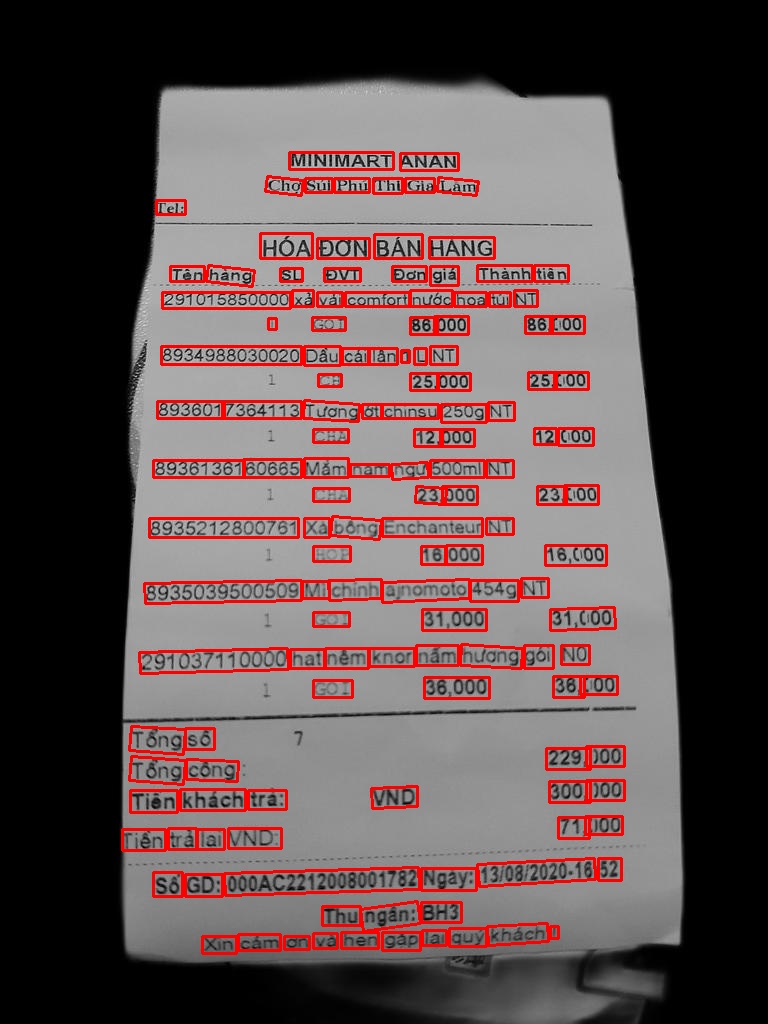 MINIMART ANAN
Chợ Sủi Phú Thị Gia Lâm
Tel:
HÓA ĐƠN BÁN HÀNG
Tên hàng SL ĐVT Đơn giá Thành tiền
291015850000 xả vải comfort nước hoa túi NT
1 GOI 86,000 86,000
8934988030020 Dầu cái lân 1L NT
1 CH 25,000 25,000
8936017364113 Tương ớt chinsu 250g NT
1 CHA 12,000 12,000
8936136160665 Mắm nam ngư 500ml NT
1 CHA 23,000 23,000
8935212800761 Xà bông Enchanteur NT
1 HOP 16,000 16,000
8935039500509 Mì chính ajnomoto 454g NT
1 GOI 31,000 31,000
291037110000 hat nêm knor nấm hương gói N0
1 GOI 36,000 36,000
Tổng số 7
Tổng cộng: 229,000
Tiền khách trả: VND 300,000
Tiền trả lại VND: 71,000
Số GD: 000AC2212008001782 Ngày: 13/08/2020-16:52
Thu ngân: BH3
Xin cảm ơn và hẹn gặp lại quý khách !